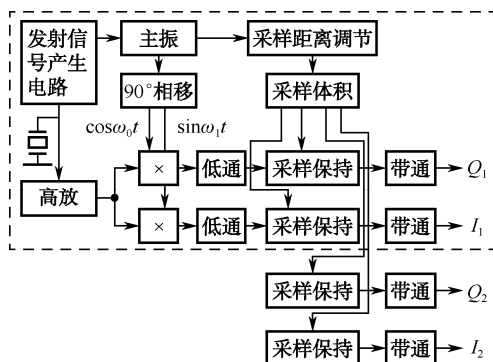 发射信
号产生
电路
主振
采样距离调节
90°相移
采样体积
cosω₀t
sinω₁t
×
低通
采样保持
带通
Q₁
高放
×
低通
采样保持
带通
I₁
采样保持
带通
Q₂
采样保持
带通
I₂